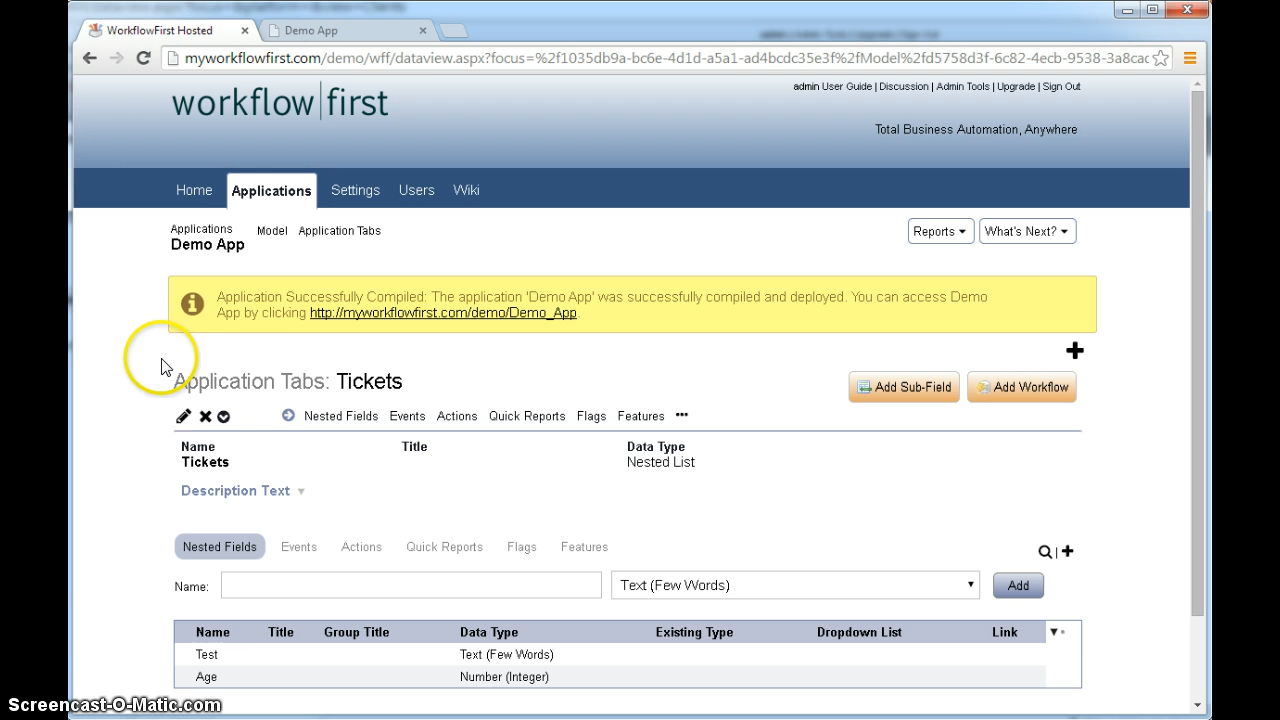 WorkflowFirst Hosted
Demo App
myworkflowfirst.com/demo/wff/dataview.aspx?focus=%2f1035db9a-bc6e-4d1d-a5a1-ad4bcdc35e3f%2fModel%2fd5758d3f-6c82-4ecb-9538-3a8cac
workflow|first
admin User Guide | Discussion | Admin Tools | Upgrade | Sign Out
Total Business Automation, Anywhere
Home Applications Settings Users Wiki
Applications Model Application Tabs
Demo App
Reports What's Next?
Application Successfully Compiled: The application 'Demo App' was successfully compiled and deployed. You can access Demo
App by clicking http://myworkflowfirst.com/demo/Demo_App.
Application Tabs: Tickets
Add Sub-Field Add Workflow
Nested Fields Events Actions Quick Reports Flags Features
Name Title Data Type
Tickets Nested List
Description Text
Nested Fields Events Actions Quick Reports Flags Features
Name: Text (Few Words) Add
Name Title Group Title Data Type Existing Type Dropdown List Link
Test Text (Few Words)
Age Number (Integer)
Screencast-O-Matic.com